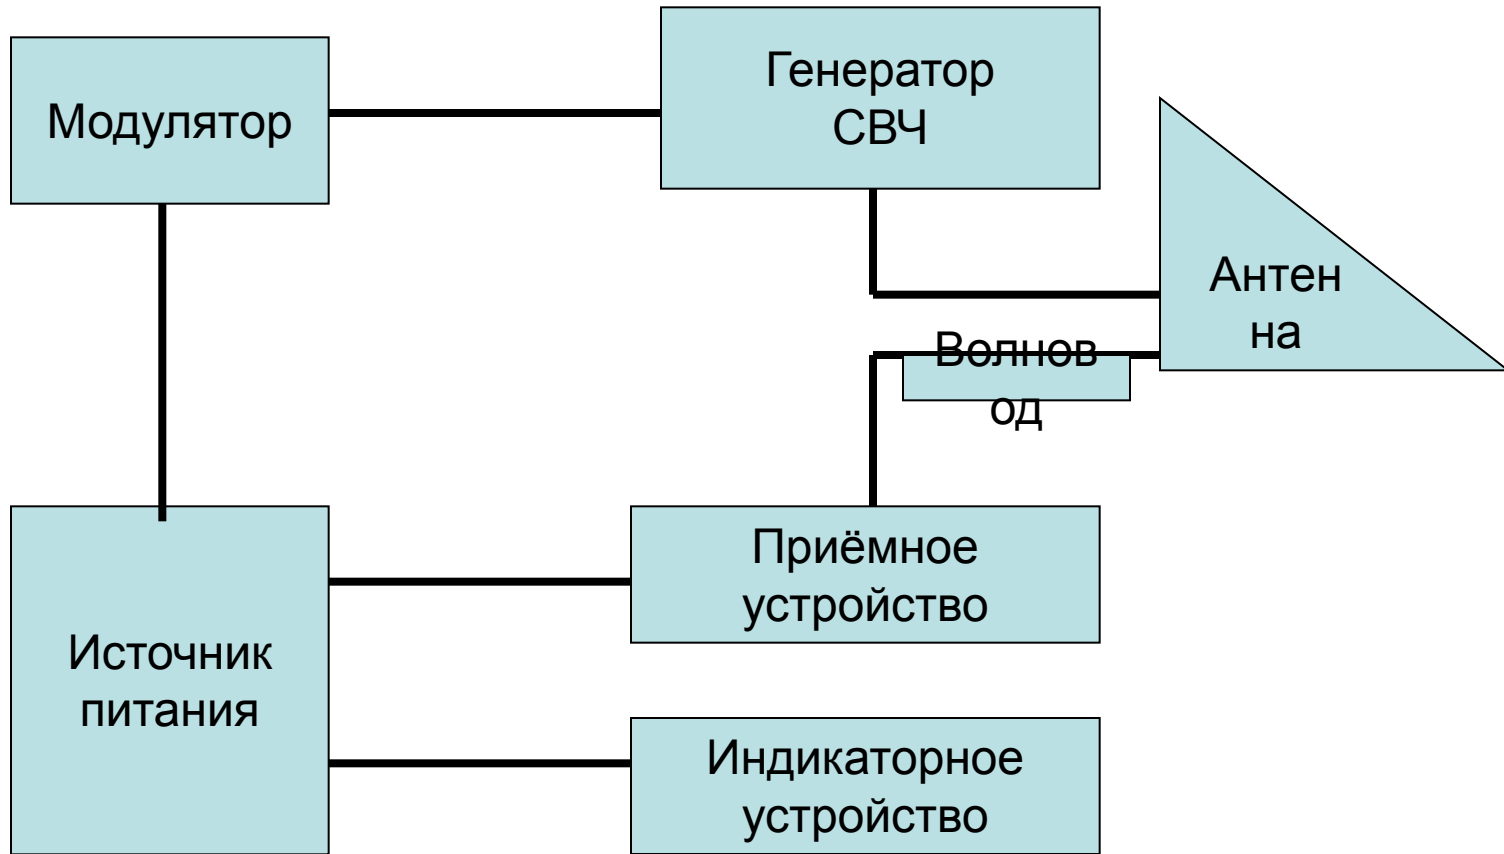 Модулятор
Генератор
СВЧ
Антен
на
Волнов
од
Приёмное
устройство
Источник
питания
Индикаторное
устройство